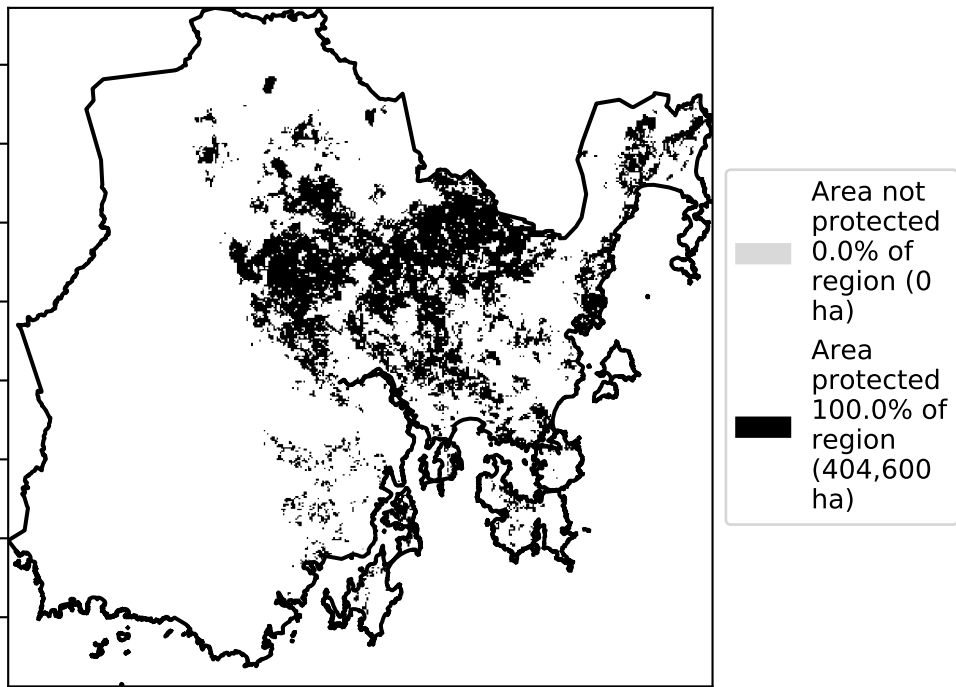 Area not
protected
0.0% of
region (0
ha)
Area
protected
100.0% of
region
(404,600
ha)